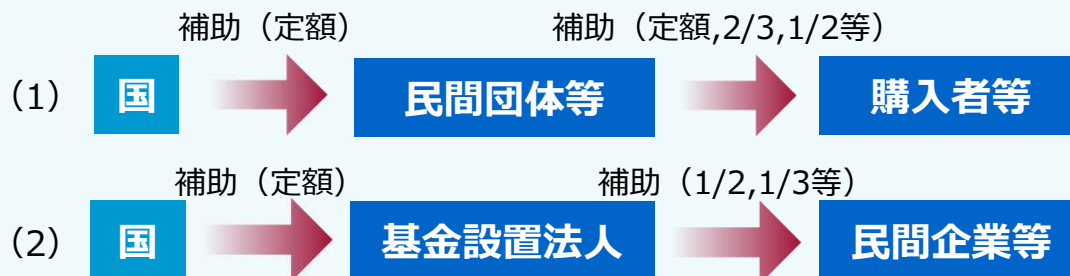 補助（定額） 補助（定額,2/3,1/2等）
（1） 国 民間団体等 購入者等
補助（定額） 補助（1/2,1/3等）
（2） 国 基金設置法人 民間企業等